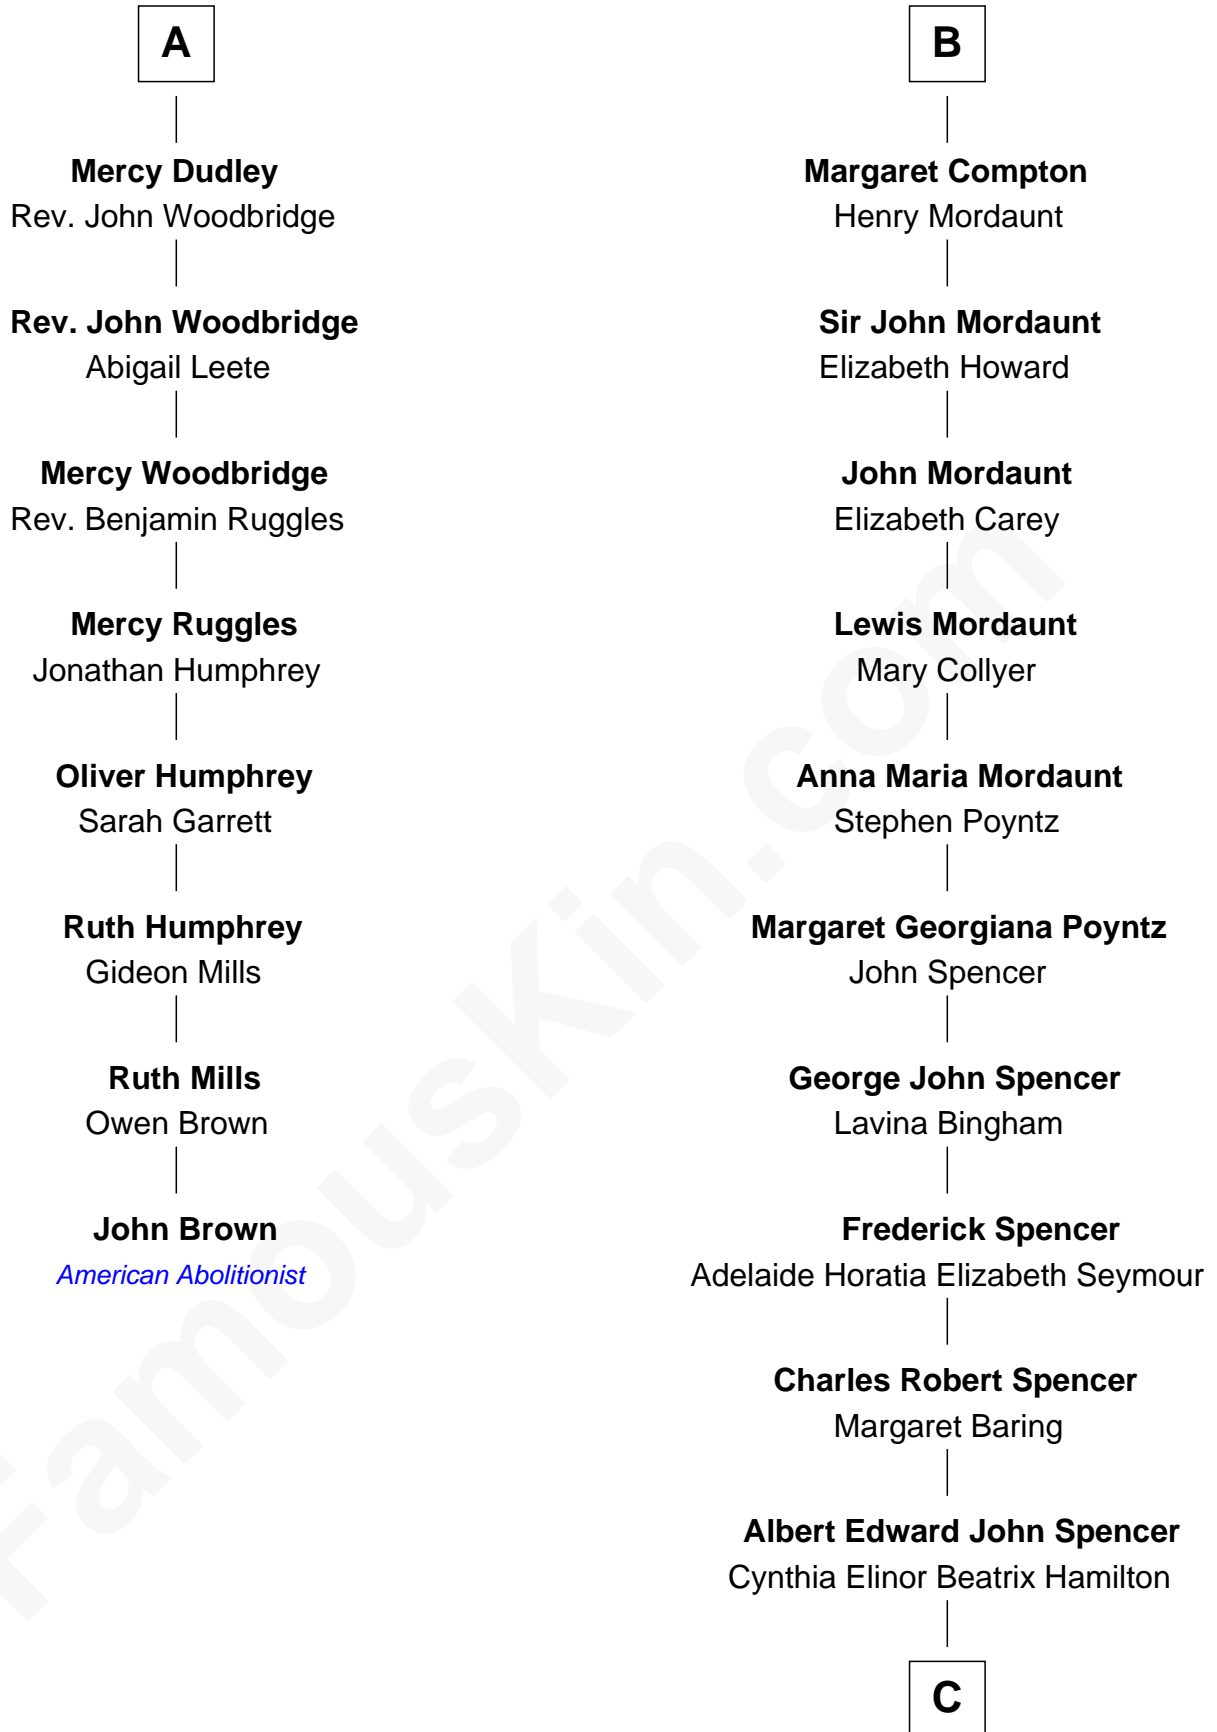 A
Mercy Dudley
Rev. John Woodbridge
Rev. John Woodbridge
Abigail Leete
Mercy Woodbridge
Rev. Benjamin Ruggles
Mercy Ruggles
Jonathan Humphrey
Oliver Humphrey
Sarah Garrett
Ruth Humphrey
Gideon Mills
Ruth Mills
Owen Brown
John Brown
American Abolitionist
B
Margaret Compton
Henry Mordaunt
Sir John Mordaunt
Elizabeth Howard
John Mordaunt
Elizabeth Carey
Lewis Mordaunt
Mary Collyer
Anna Maria Mordaunt
Stephen Poyntz
Margaret Georgiana Poyntz
John Spencer
George John Spencer
Lavina Bingham
Frederick Spencer
Adelaide Horatia Elizabeth Seymour
Charles Robert Spencer
Margaret Baring
Albert Edward John Spencer
Cynthia Elinor Beatrix Hamilton
C
FamousKin.com